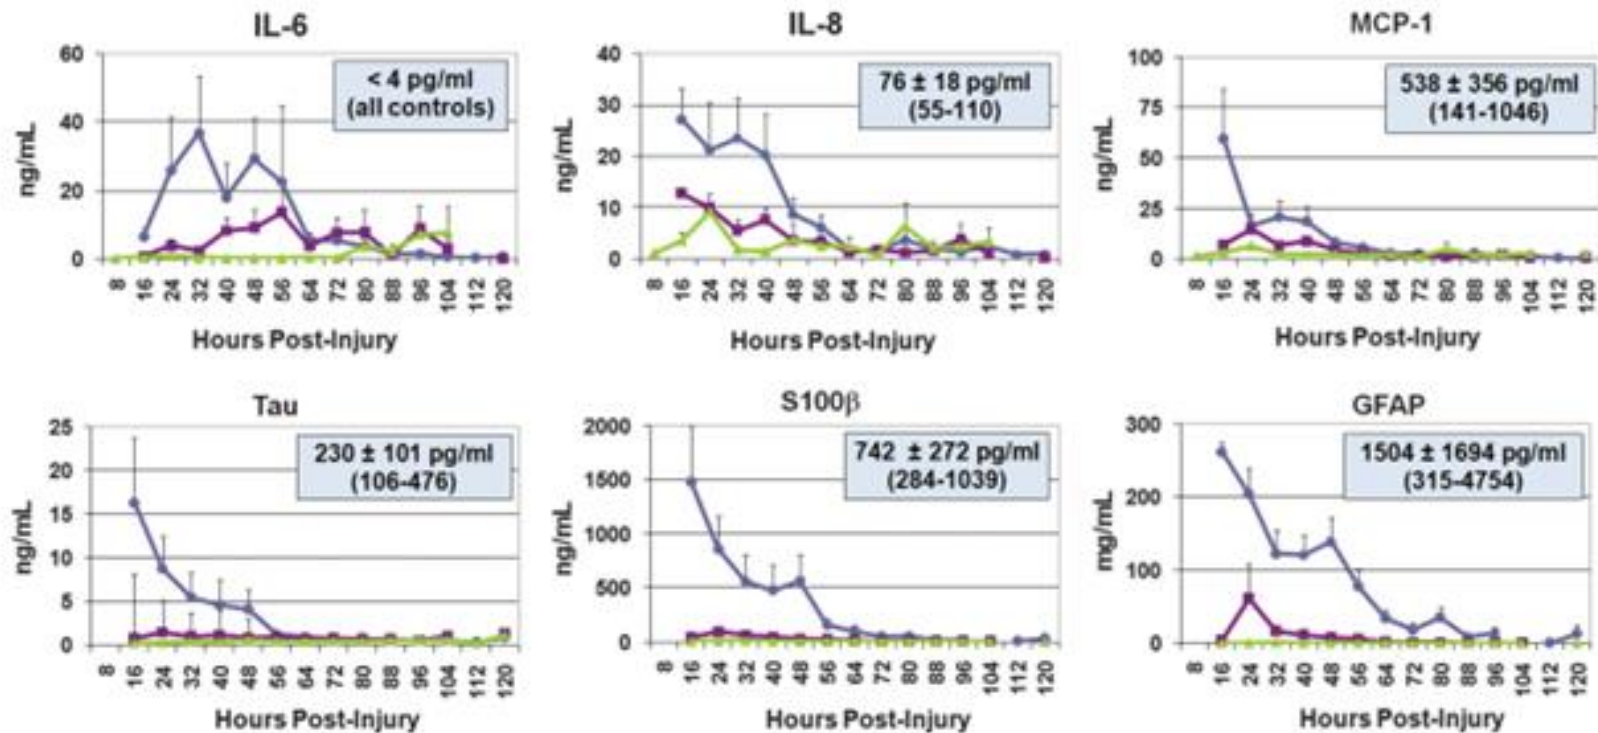 IL-6
60
40
20
0
ng/mL
< 4 pg/ml
(all controls)
8 16 24 32 40 48 56 64 72 80 88 96 104 112 120
Hours Post-Injury
IL-8
40
30
20
10
0
ng/mL
76 ± 18 pg/ml
(55-110)
8 16 24 32 40 48 56 64 72 80 88 96 104 112 120
Hours Post-Injury
MCP-1
100
75
50
25
0
ng/mL
538 ± 356 pg/ml
(141-1046)
8 16 24 32 40 48 56 64 72 80 88 96 104 112 120
Hours Post-Injury
Tau
25
20
15
10
5
0
ng/mL
230 ± 101 pg/ml
(106-476)
8 16 24 32 40 48 56 64 72 80 88 96 104 112 120
Hours Post-Injury
S100β
2000
1500
1000
500
0
ng/mL
742 ± 272 pg/ml
(284-1039)
8 16 24 32 40 48 56 64 72 80 88 96 104 112 120
Hours Post-Injury
GFAP
300
200
100
0
mg/mL
1504 ± 1694 pg/ml
(315-4754)
8 16 24 32 40 48 56 64 72 80 88 96 104 112 120
Hours Post-Injury